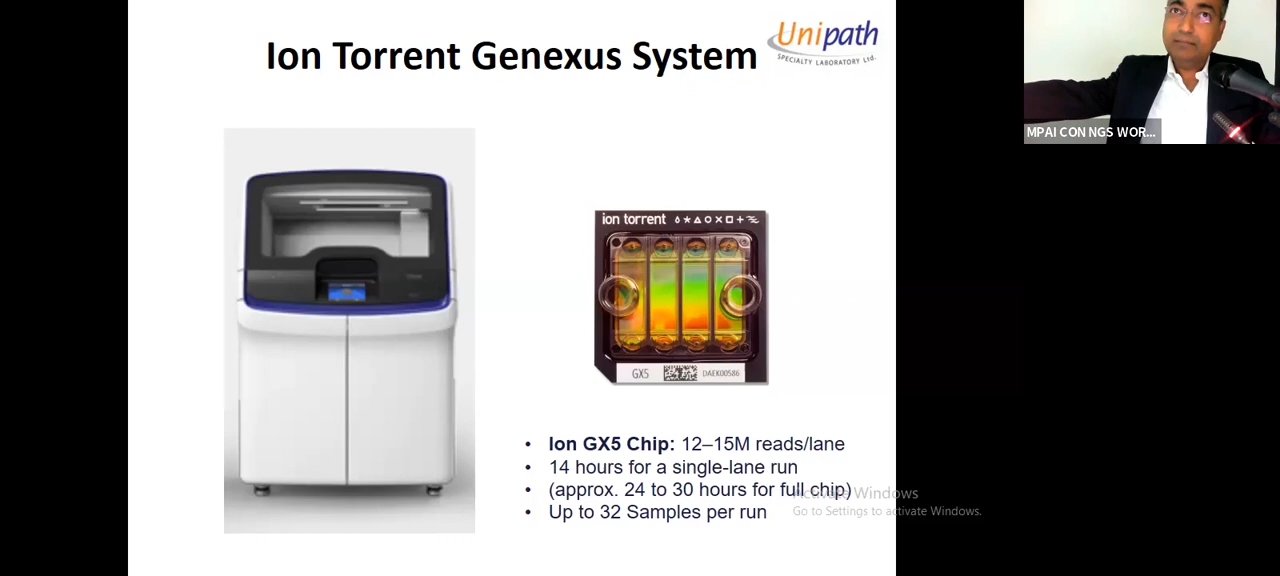 Ion Torrent Genexus System
Unipath
SPECIALTY LABORATORY Ltd.
MPAI CON NGS WOR...
ion torrent
GX5
DAEK00586
• Ion GX5 Chip: 12–15M reads/lane
• 14 hours for a single-lane run
• (approx. 24 to 30 hours for full chip)
• Up to 32 Samples per run
Activate Windows
Go to Settings to activate Windows.